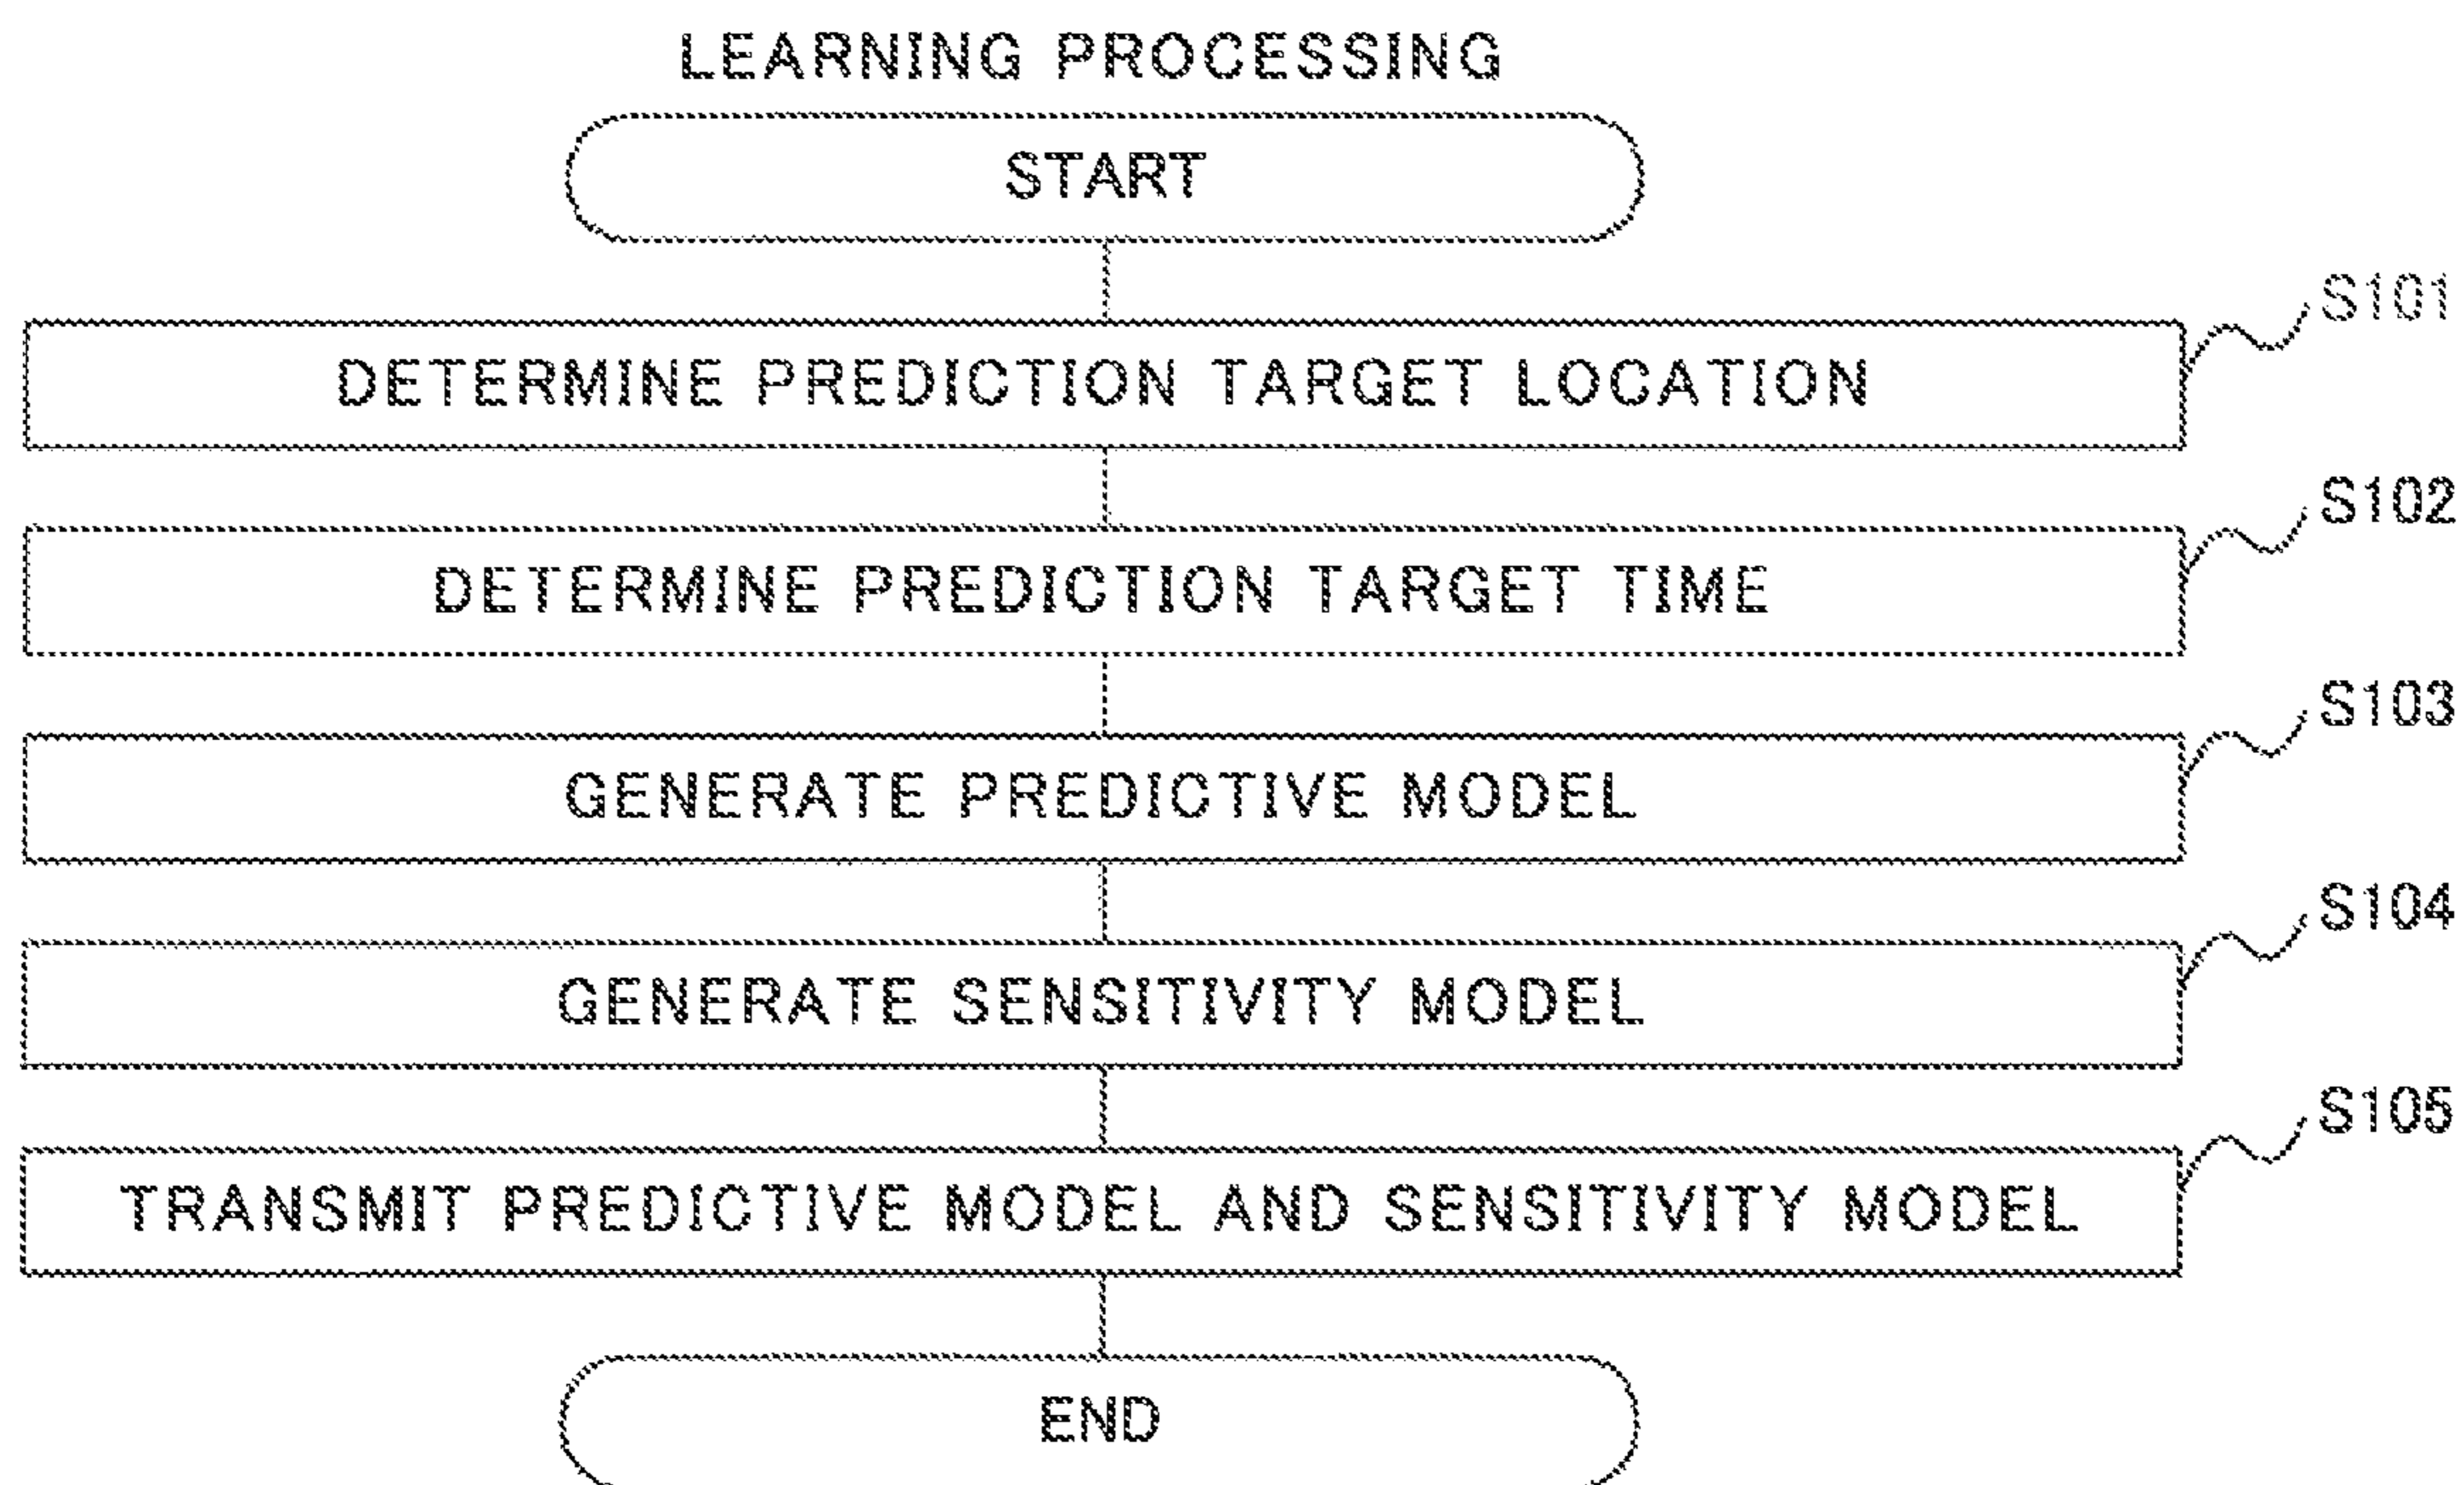 LEARNING PROCESSING
START
S101
DETERMINE PREDICTION TARGET LOCATION
S102
DETERMINE PREDICTION TARGET TIME
S103
GENERATE PREDICTIVE MODEL
S104
GENERATE SENSITIVITY MODEL
S105
TRANSMIT PREDICTIVE MODEL AND SENSITIVITY MODEL
END